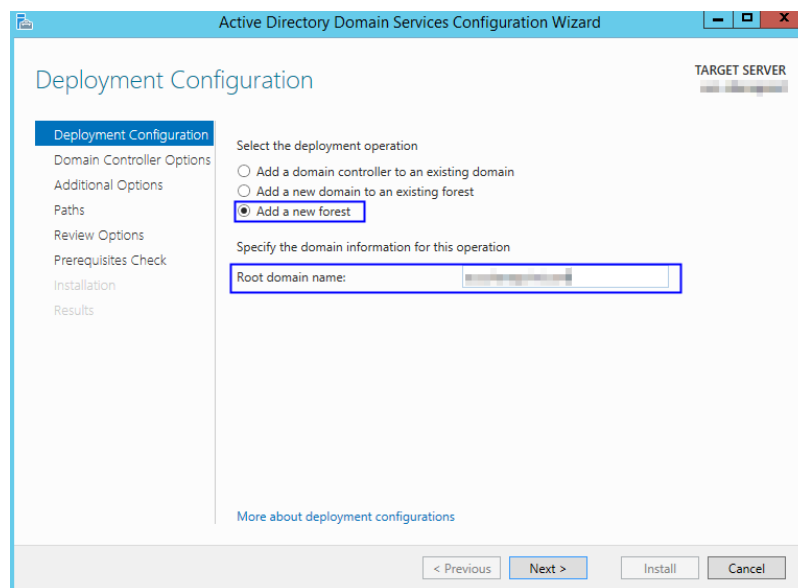 Active Directory Domain Services Configuration Wizard
Deployment Configuration
TARGET SERVER
Deployment Configuration
Domain Controller Options
Additional Options
Paths
Review Options
Prerequisites Check
Installation
Results
Select the deployment operation
Add a domain controller to an existing domain
Add a new domain to an existing forest
Add a new forest
Specify the domain information for this operation
Root domain name:
More about deployment configurations
< Previous
Next >
Install
Cancel